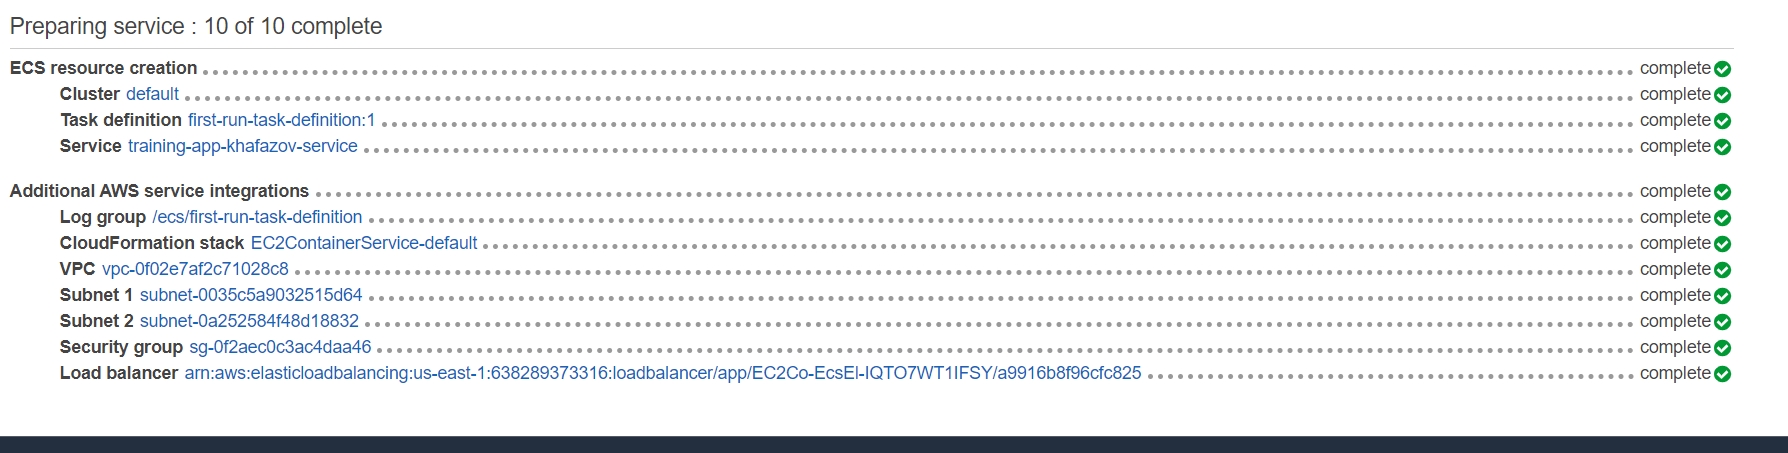 Preparing service : 10 of 10 complete
ECS resource creation complete
Cluster default complete
Task definition first-run-task-definition:1 complete
Service training-app-khafazov-service complete
Additional AWS service integrations complete
Log group /ecs/first-run-task-definition complete
CloudFormation stack EC2ContainerService-default complete
VPC vpc-0f02e7af2c71028c8 complete
Subnet 1 subnet-0035c5a9032515d64 complete
Subnet 2 subnet-0a252584f48d18832 complete
Security group sg-0f2aec0c3ac4daa46 complete
Load balancer arn:aws:elasticloadbalancing:us-east-1:638289373316:loadbalancer/app/EC2Co-EcsEl-IQTO7WT1IFSY/a9916b8f96cfc825 complete